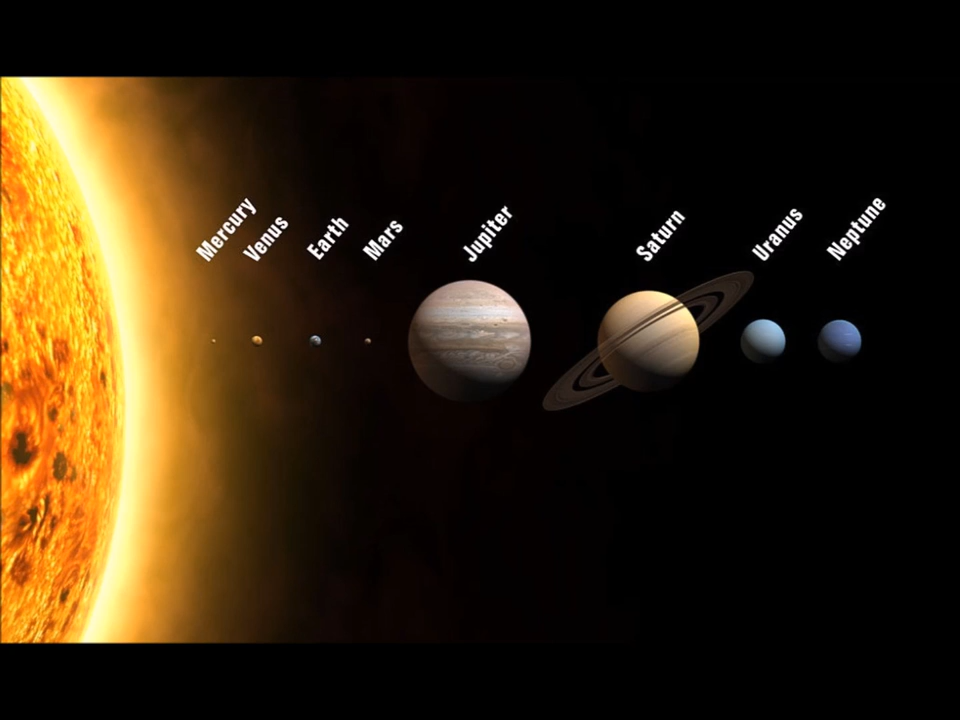 Mercury
Venus
Earth
Mars
Jupiter
Saturn
Uranus
Neptune